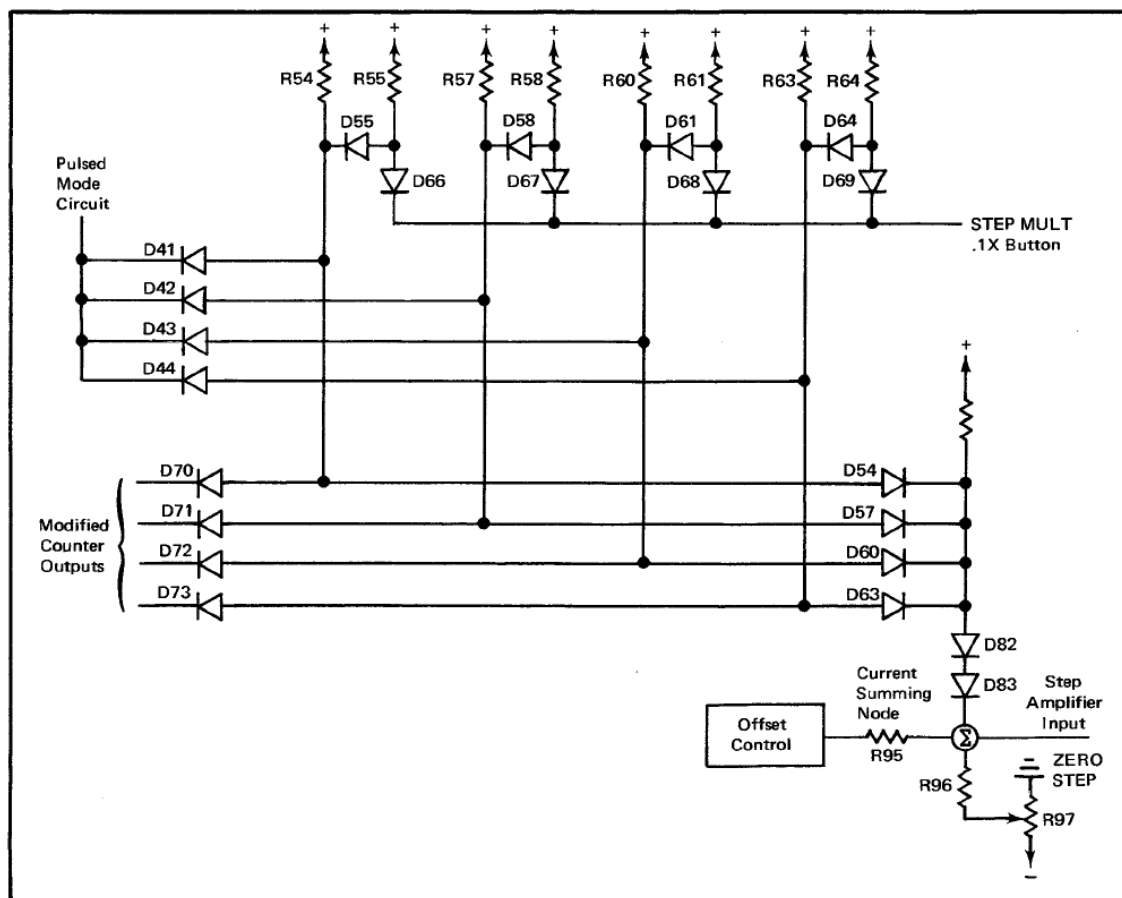 + + + + + + + +
R54 R55 R57 R58 R60 R61 R63 R64
D55 D58 D61 D64
D66 D67 D68 D69
Pulsed
Mode
Circuit
STEP MULT
.1X Button
D41
D42
D43
D44
+
D70 D54
D71 D57
D72 D60
D73 D63
Modified
Counter
Outputs
D82
D83
Current
Summing
Node
Step
Amplifier
Input
Offset
Control
R95
Σ
R96
ZERO
STEP
R97
−